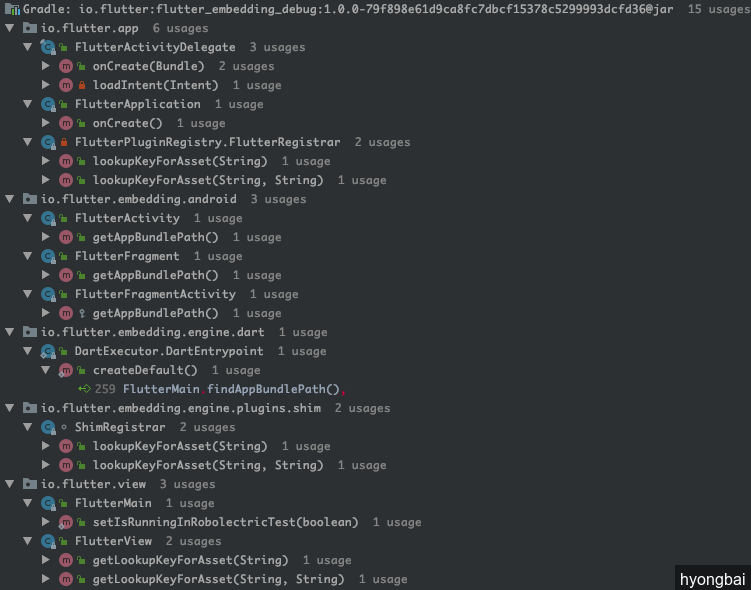 Gradle: io.flutter:flutter_embedding_debug:1.0.0-79f898e61d9ca8fc7dbcf15378c5299993dcfd36@jar 15 usages
io.flutter.app 6 usages
FlutterActivityDelegate 3 usages
onCreate(Bundle) 2 usages
loadIntent(Intent) 1 usage
FlutterApplication 1 usage
onCreate() 1 usage
FlutterPluginRegistry.FlutterRegistrar 2 usages
lookupKeyForAsset(String) 1 usage
lookupKeyForAsset(String, String) 1 usage
io.flutter.embedding.android 3 usages
FlutterActivity 1 usage
getAppBundlePath() 1 usage
FlutterFragment 1 usage
getAppBundlePath() 1 usage
FlutterFragmentActivity 1 usage
getAppBundlePath() 1 usage
io.flutter.embedding.engine.dart 1 usage
DartExecutor.DartEntrypoint 1 usage
createDefault() 1 usage
259 FlutterMain.findAppBundlePath(),
io.flutter.embedding.engine.plugins.shim 2 usages
ShimRegistrar 2 usages
lookupKeyForAsset(String) 1 usage
lookupKeyForAsset(String, String) 1 usage
io.flutter.view 3 usages
FlutterMain 1 usage
setIsRunningInRobolectricTest(boolean) 1 usage
FlutterView 2 usages
getLookupKeyForAsset(String) 1 usage
getLookupKeyForAsset(String, String) 1 usage
hyongbai